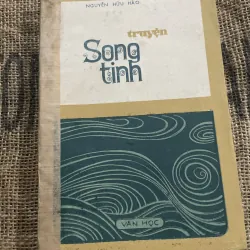 NGUYỄN HỮU HÀO
truyện
Song
tinh
VĂN HỌC